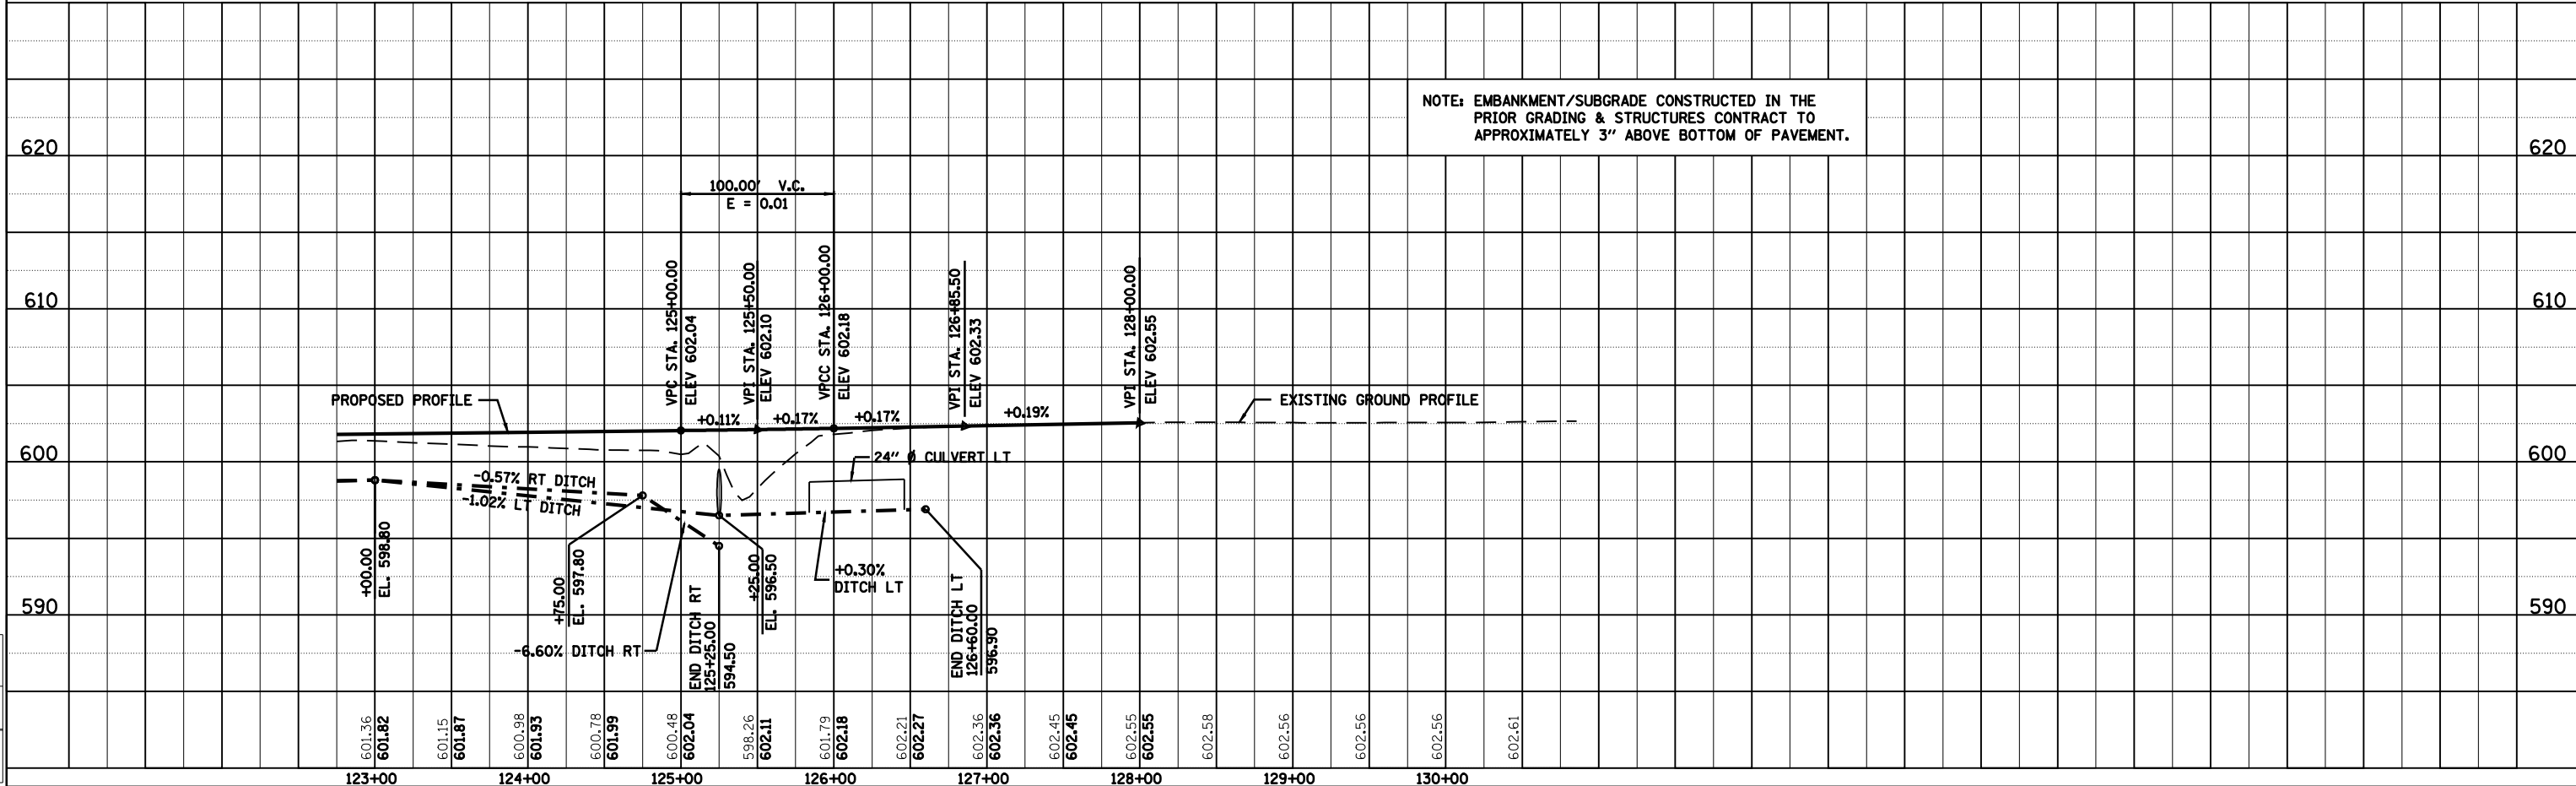 NOTE: EMBANKMENT/SUBGRADE CONSTRUCTED IN THE
PRIOR GRADING & STRUCTURES CONTRACT TO
APPROXIMATELY 3" ABOVE BOTTOM OF PAVEMENT.
620
620
100.00' V.C.
E = 0.01
610
610
VPC STA. 125+00.00
ELEV 602.04
VPI STA. 125+50.00
ELEV 602.10
VPCC STA. 126+00.00
ELEV 602.18
VPI STA. 126+85.50
ELEV 602.33
VPI STA. 128+00.00
ELEV 602.55
PROPOSED PROFILE
EXISTING GROUND PROFILE
+0.11%
+0.17%
+0.17%
+0.19%
600
600
24" Ø CULVERT LT
-0.57% RT DITCH
-1.02% LT DITCH
+00.00
EL. 598.80
+75.00
EL. 597.80
+25.00
EL. 596.50
+0.30%
DITCH LT
590
590
-6.60% DITCH RT
END DITCH RT
125+25.00
594.50
END DITCH LT
126+60.00
596.90
601.36
601.82
601.15
601.87
600.98
601.93
600.78
601.99
600.48
602.04
598.26
602.11
601.79
602.18
602.21
602.27
602.36
602.36
602.45
602.45
602.55
602.55
602.58
602.56
602.56
602.56
602.61
123+00
124+00
125+00
126+00
127+00
128+00
129+00
130+00